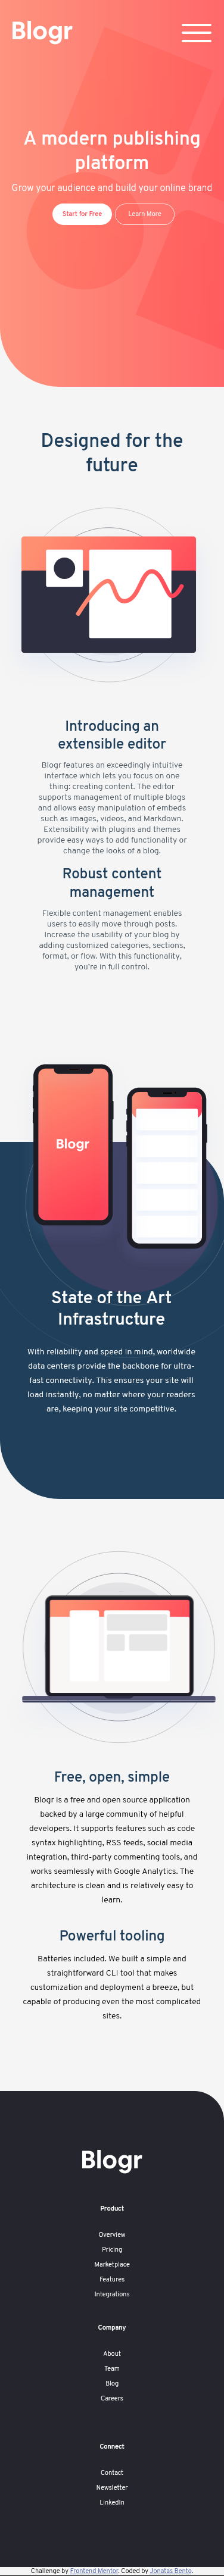 Blogr
A modern publishing
platform
Grow your audience and build your online brand
Start for Free
Learn More
Designed for the
future
Introducing an
extensible editor
Blogr features an exceedingly intuitive
interface which lets you focus on one
thing: creating content. The editor
supports management of multiple blogs
and allows easy manipulation of embeds
such as images, videos, and Markdown.
Extensibility with plugins and themes
provide easy ways to add functionality or
change the looks of a blog.
Robust content
management
Flexible content management enables
users to easily move through posts.
Increase the usability of your blog by
adding customized categories, sections,
format, or flow. With this functionality,
you're in full control.
Blogr
State of the Art
Infrastructure
With reliability and speed in mind, worldwide
data centers provide the backbone for ultra-
fast connectivity. This ensures your site will
load instantly, no matter where your readers
are, keeping your site competitive.
Free, open, simple
Blogr is a free and open source application
backed by a large community of helpful
developers. It supports features such as code
syntax highlighting, RSS feeds, social media
integration, third-party commenting tools, and
works seamlessly with Google Analytics. The
architecture is clean and is relatively easy to
learn.
Powerful tooling
Batteries included. We built a simple and
straightforward CLI tool that makes
customization and deployment a breeze, but
capable of producing even the most complicated
sites.
Blogr
Product
Overview
Pricing
Marketplace
Features
Integrations
Company
About
Team
Blog
Careers
Connect
Contact
Newsletter
LinkedIn
Challenge by Frontend Mentor. Coded by Jonatas Bento.